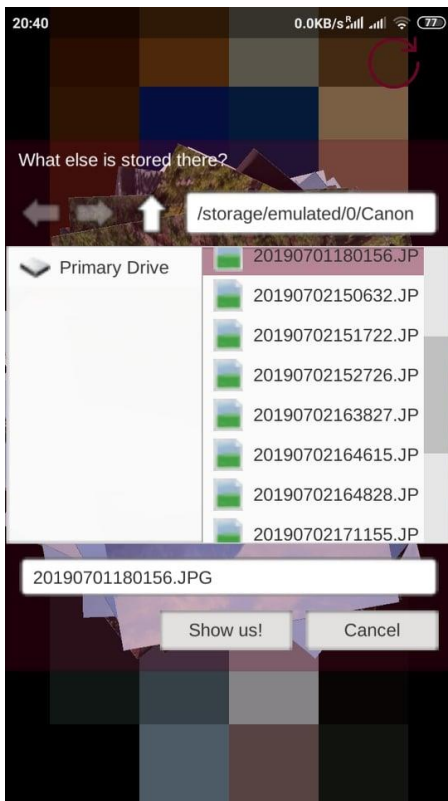 20:40 0.0KB/s R 77
What else is stored there?
/storage/emulated/0/Canon
Primary Drive
20190701180156.JP
20190702150632.JP
20190702151722.JP
20190702152726.JP
20190702163827.JP
20190702164615.JP
20190702164828.JP
20190702171155.JP
20190701180156.JPG
Show us! Cancel